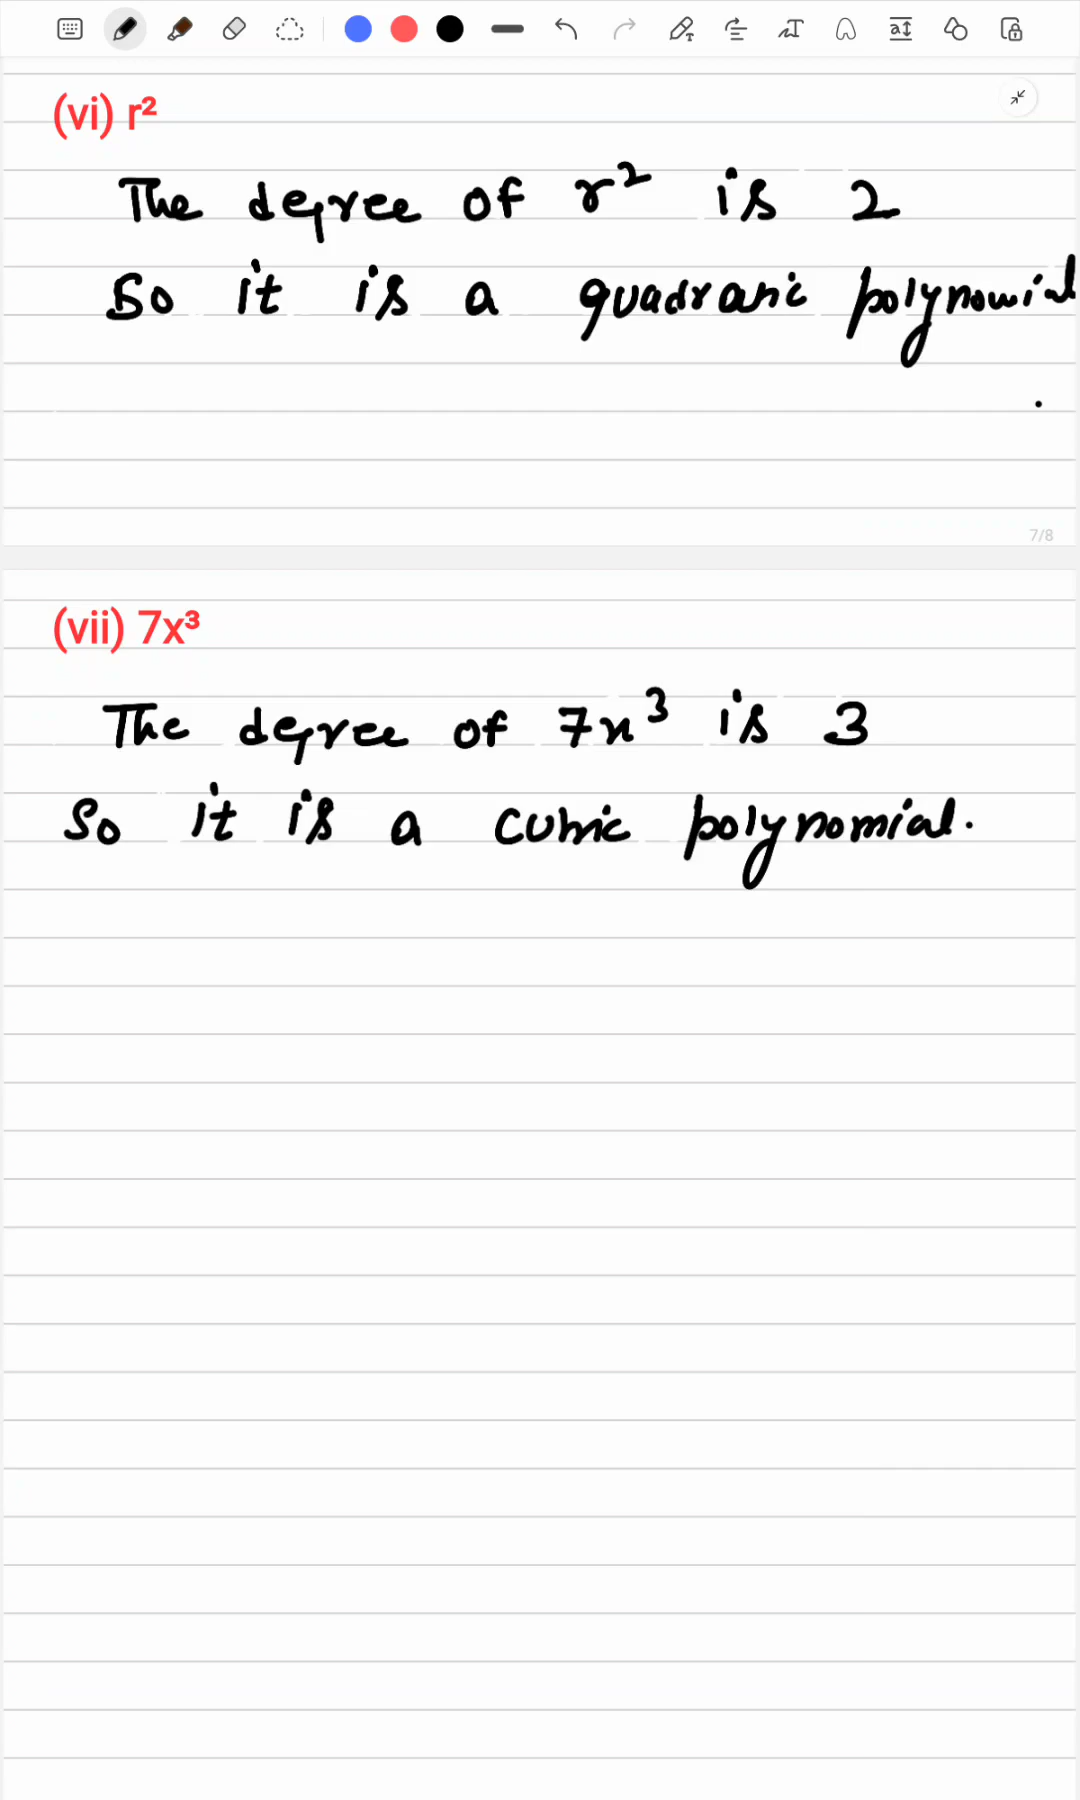 (vi) r²
The degree of r² is 2
So it is a quadratic polynomial
.
7/8
(vii) 7x³
The degree of 7x³ is 3
So it is a cubic polynomial.